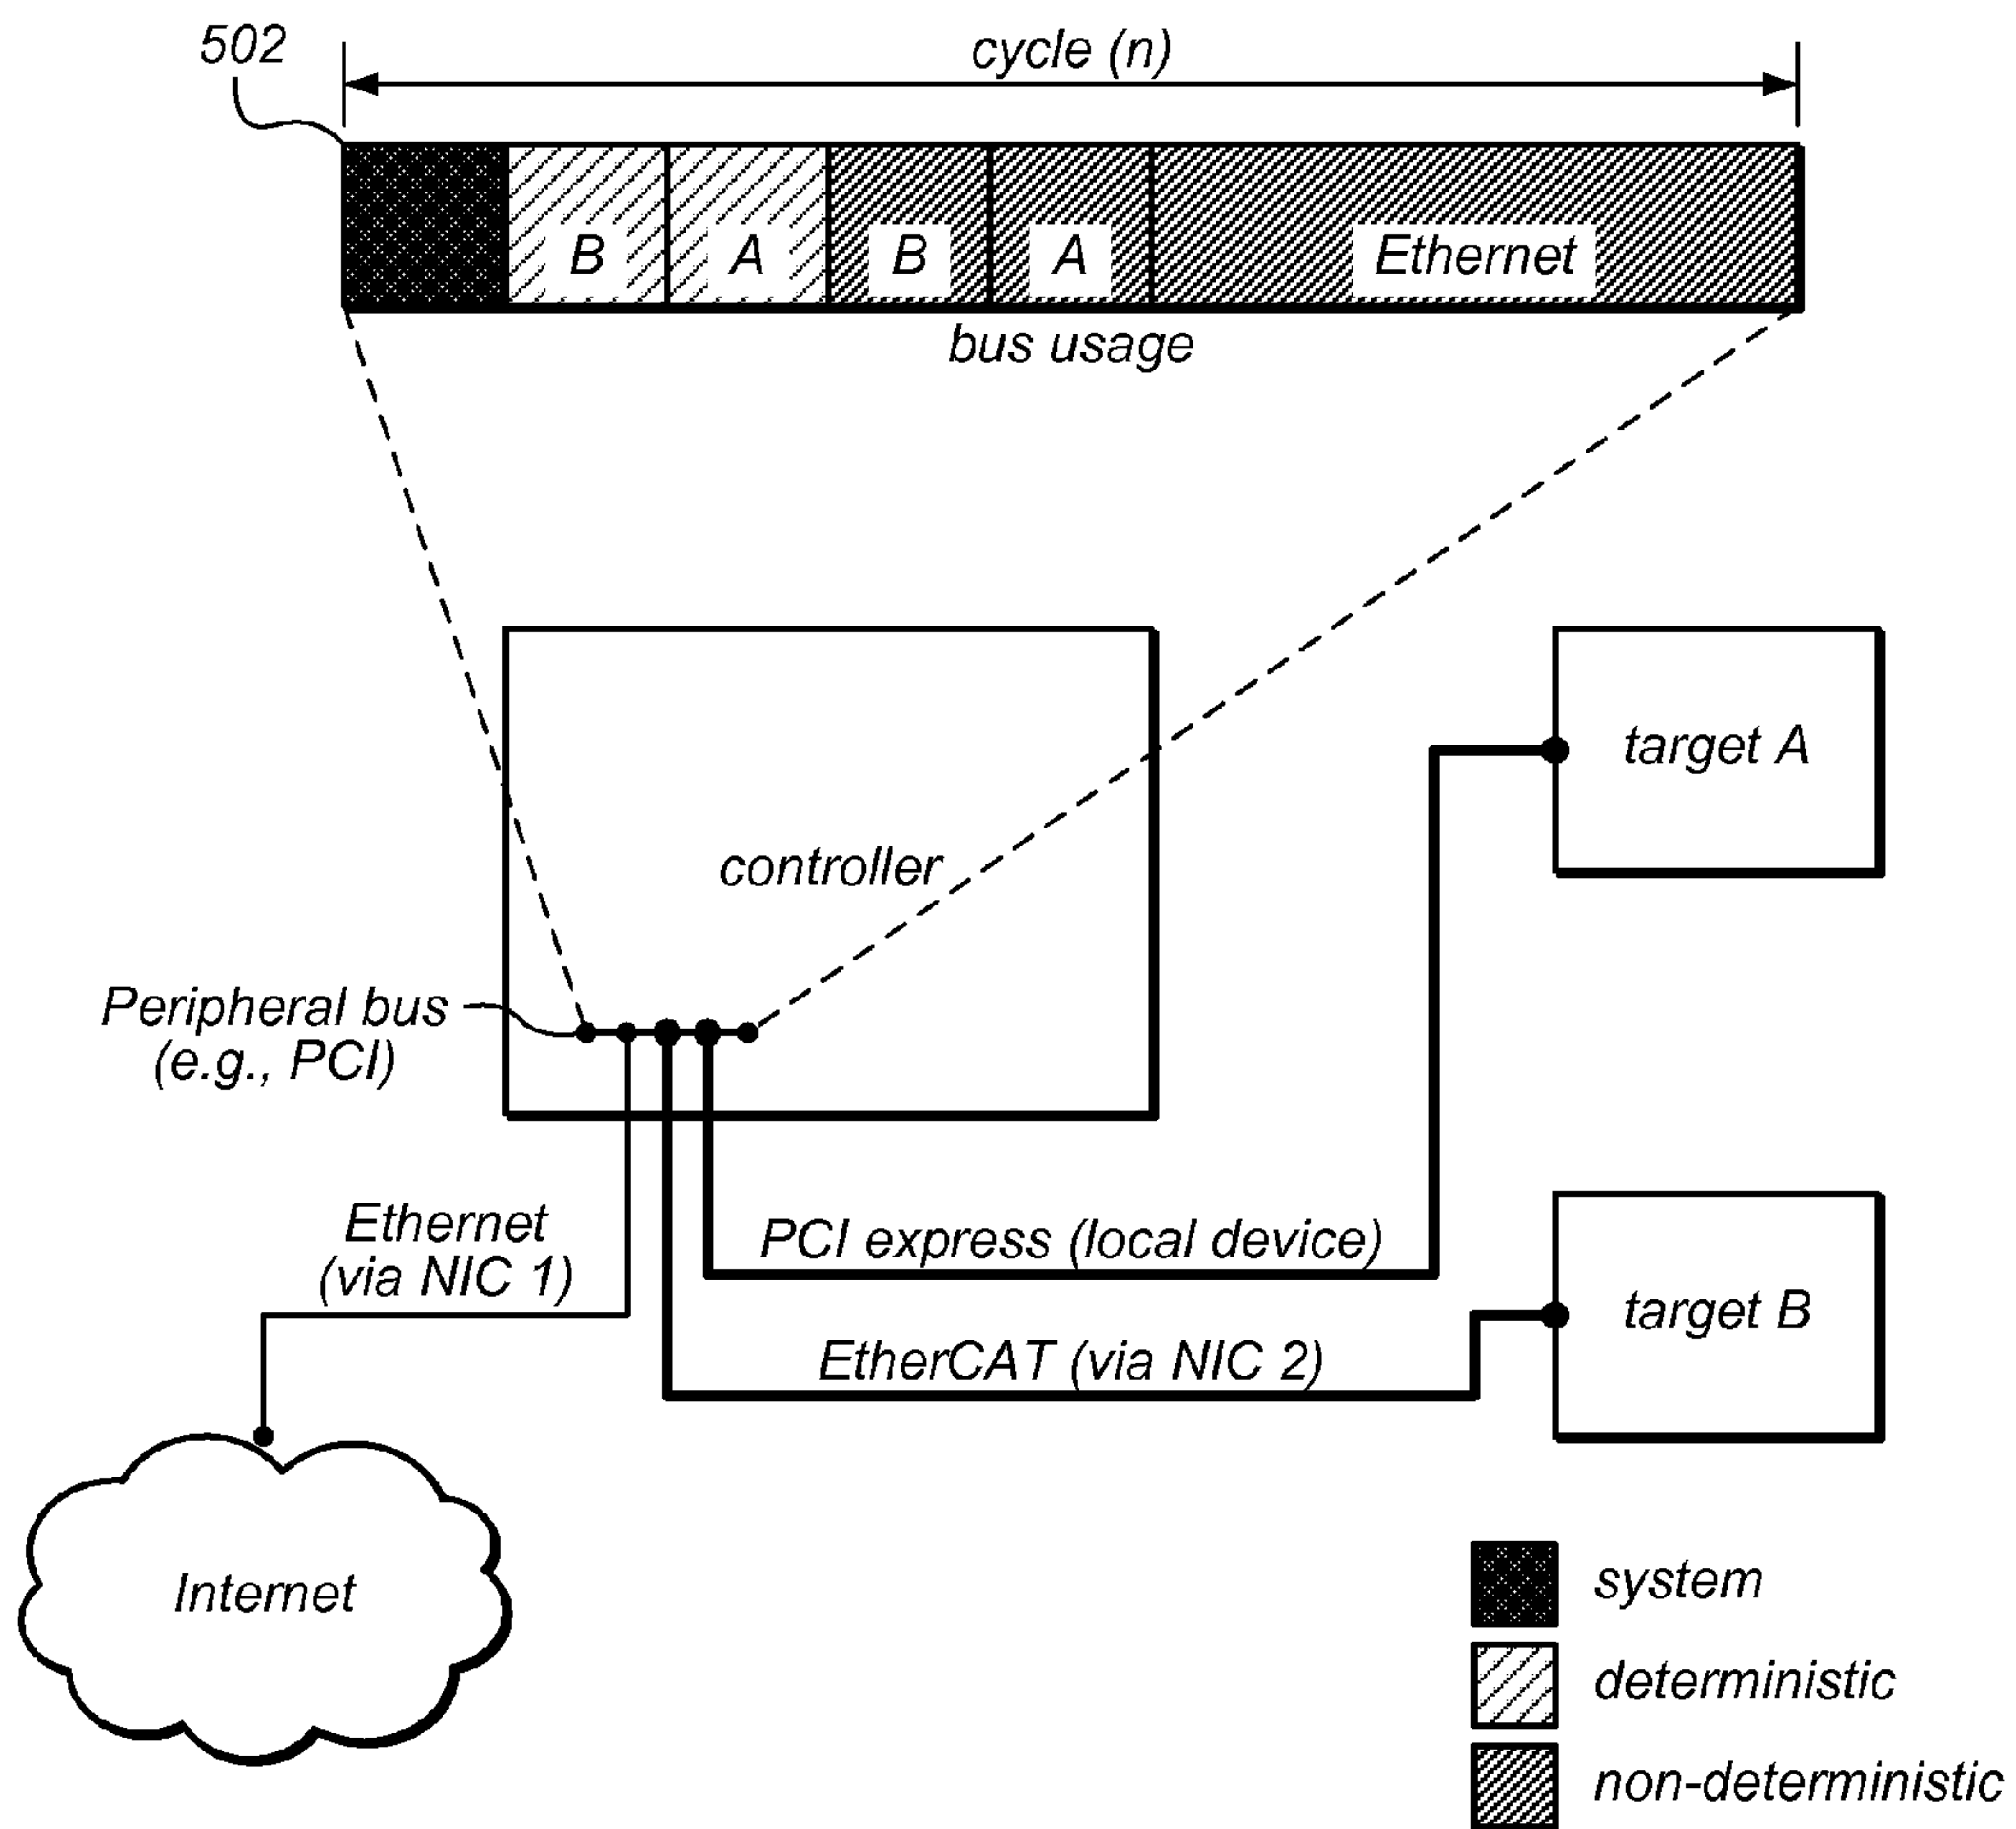 502
cycle (n)
B
A
B
A
Ethernet
bus usage
target A
controller
Peripheral bus
(e.g., PCI)
Ethernet
(via NIC 1)
PCI express (local device)
target B
EtherCAT (via NIC 2)
Internet
system
deterministic
non-deterministic